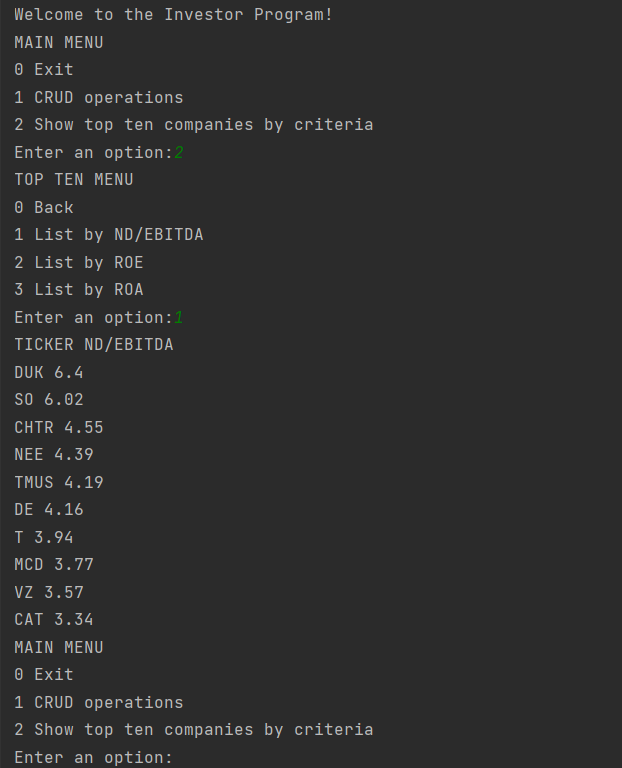 Welcome to the Investor Program!
MAIN MENU
0 Exit
1 CRUD operations
2 Show top ten companies by criteria
Enter an option:2
TOP TEN MENU
0 Back
1 List by ND/EBITDA
2 List by ROE
3 List by ROA
Enter an option:1
TICKER ND/EBITDA
DUK 6.4
SO 6.02
CHTR 4.55
NEE 4.39
TMUS 4.19
DE 4.16
T 3.94
MCD 3.77
VZ 3.57
CAT 3.34
MAIN MENU
0 Exit
1 CRUD operations
2 Show top ten companies by criteria
Enter an option: